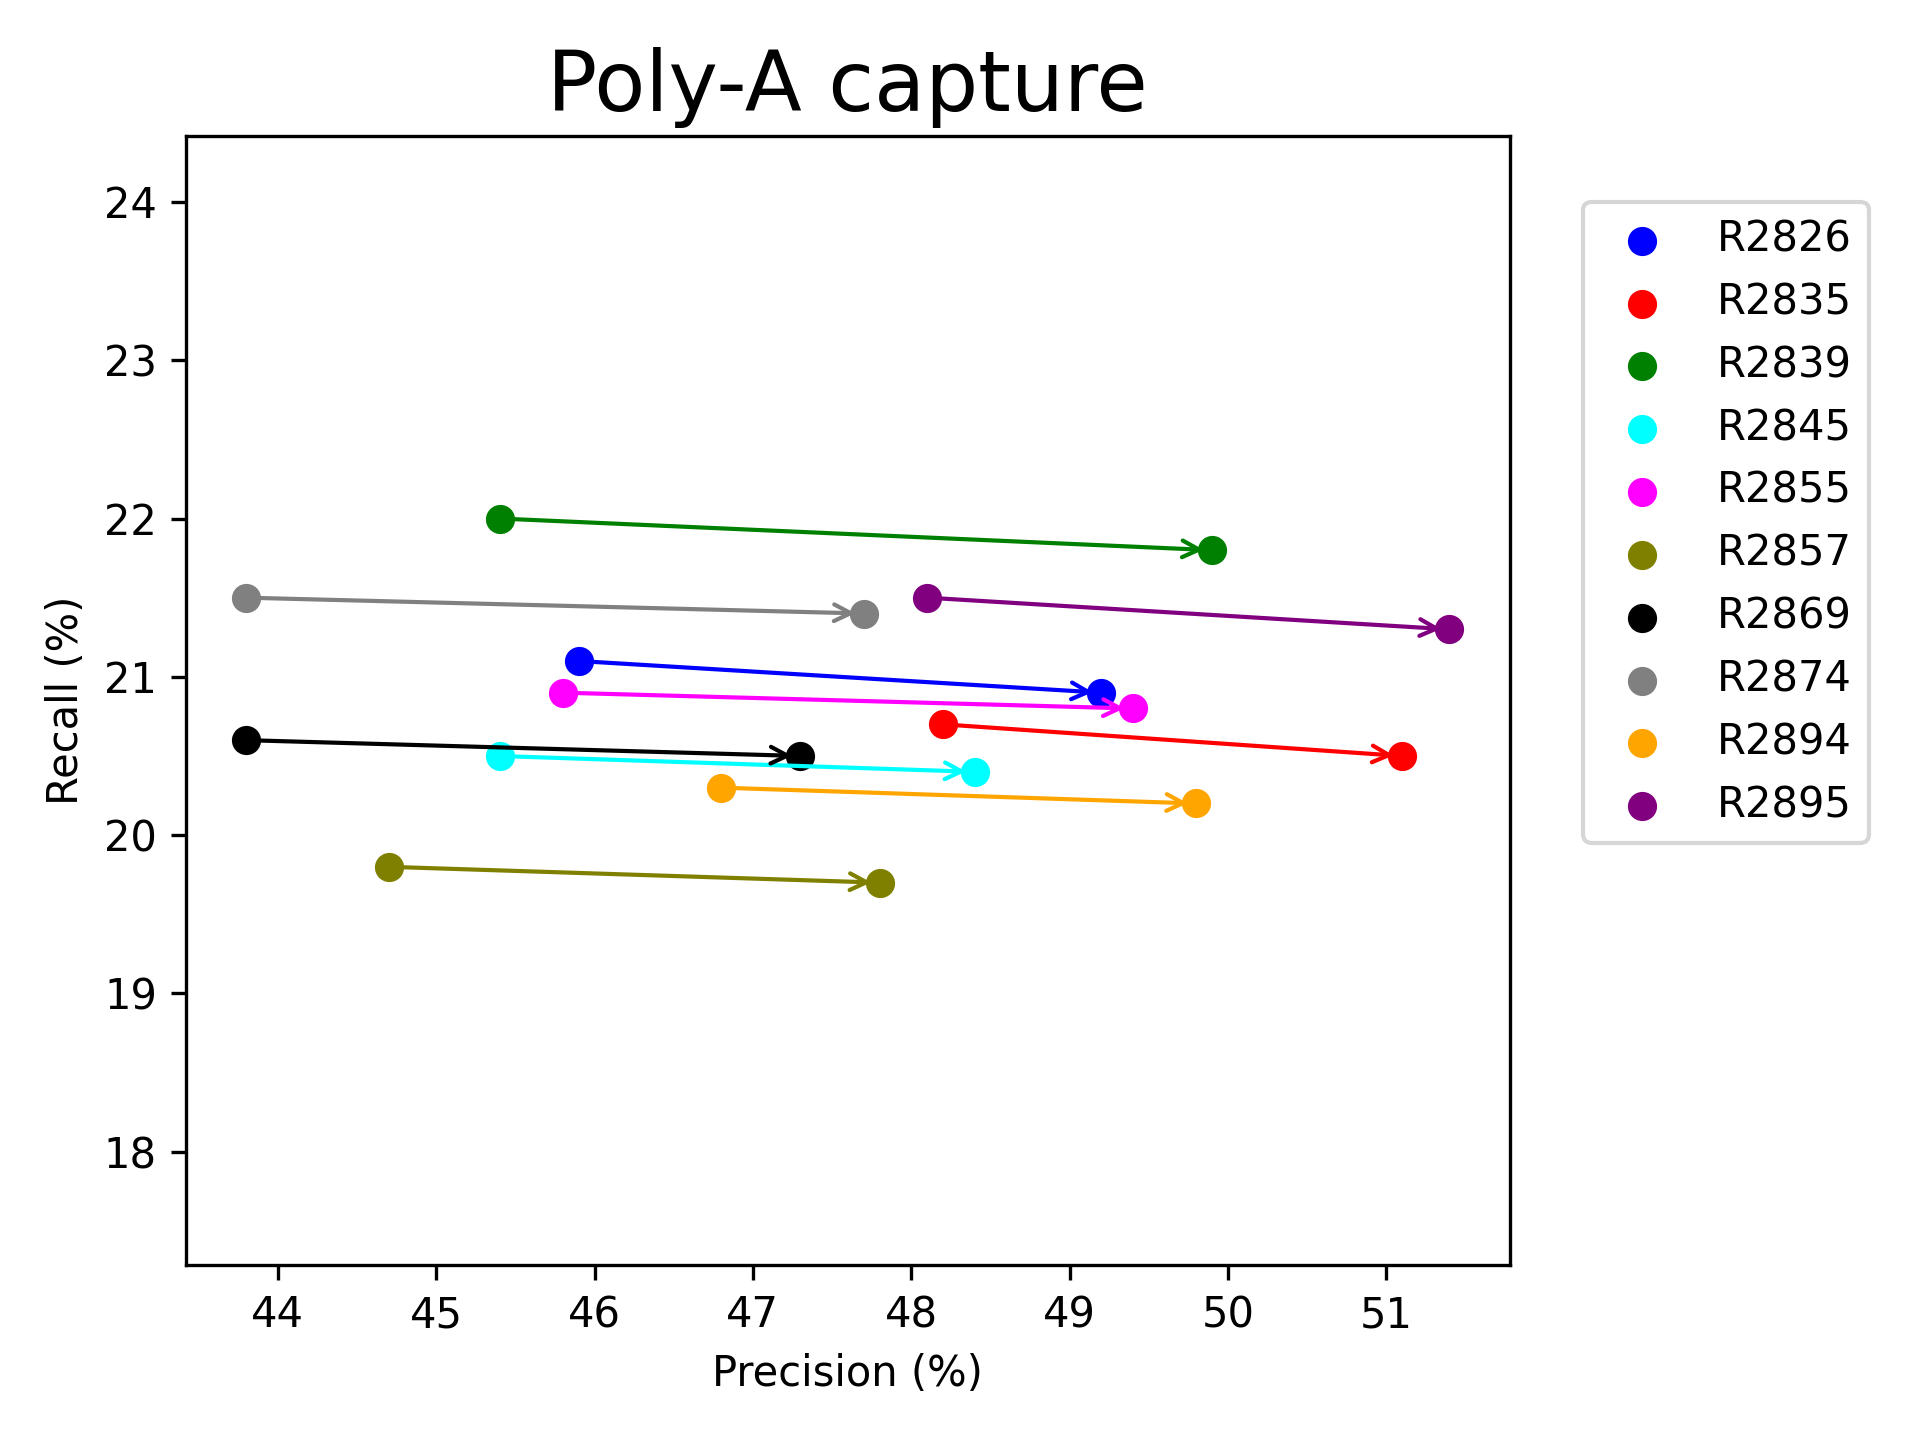 Poly-A capture
24
23
22
21
20
19
18
Recall (%)
44 45 46 47 48 49 50 51
Precision (%)
R2826
R2835
R2839
R2845
R2855
R2857
R2869
R2874
R2894
R2895